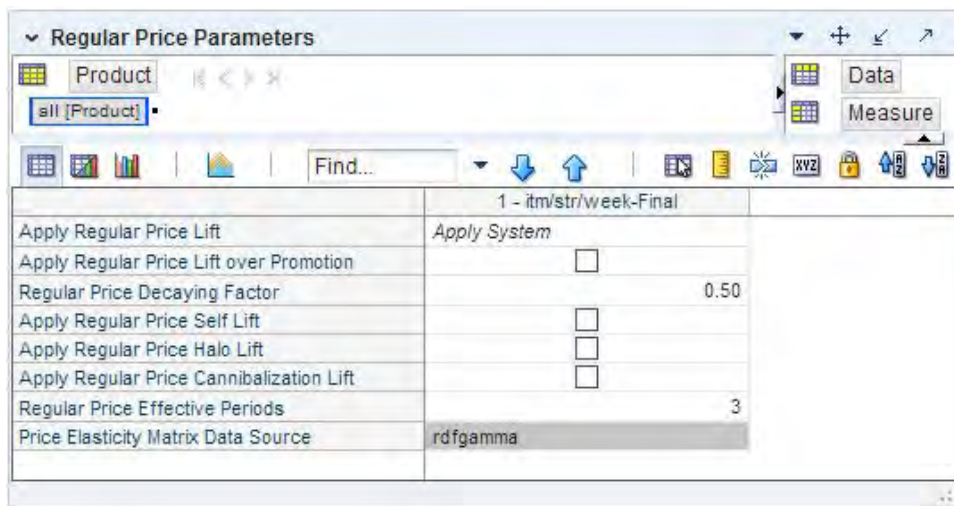 Regular Price Parameters
Product
all [Product]
Data
Measure
Find...
XYZ
A
Z
Z
A
1 - itm/str/week-Final
Apply Regular Price Lift Apply System
Apply Regular Price Lift over Promotion
Regular Price Decaying Factor 0.50
Apply Regular Price Self Lift
Apply Regular Price Halo Lift
Apply Regular Price Cannibalization Lift
Regular Price Effective Periods 3
Price Elasticity Matrix Data Source rdfgamma